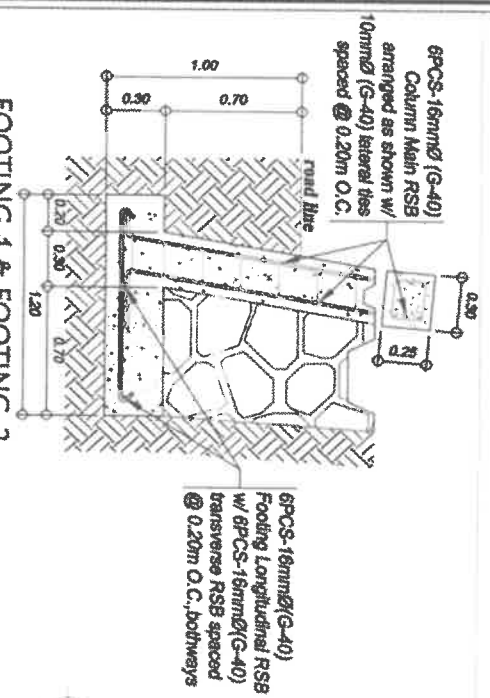 6PCS-16mmØ (G-40)
Column Main RSB
arranged as shown w/
10mmØ (G-40) lateral ties
spaced @ 0.20m O.C.
0.30
0.25
road line
1.00
0.70
0.30
0.20
0.30
0.70
1.20
6PCS-16mmØ(G-40)
Footing Longitudinal RSB
w/ 6PCS-16mmØ(G-40)
transverse RSB spaced
@ 0.20m O.C.,bothways
FOOTING 1 & FOOTING 2